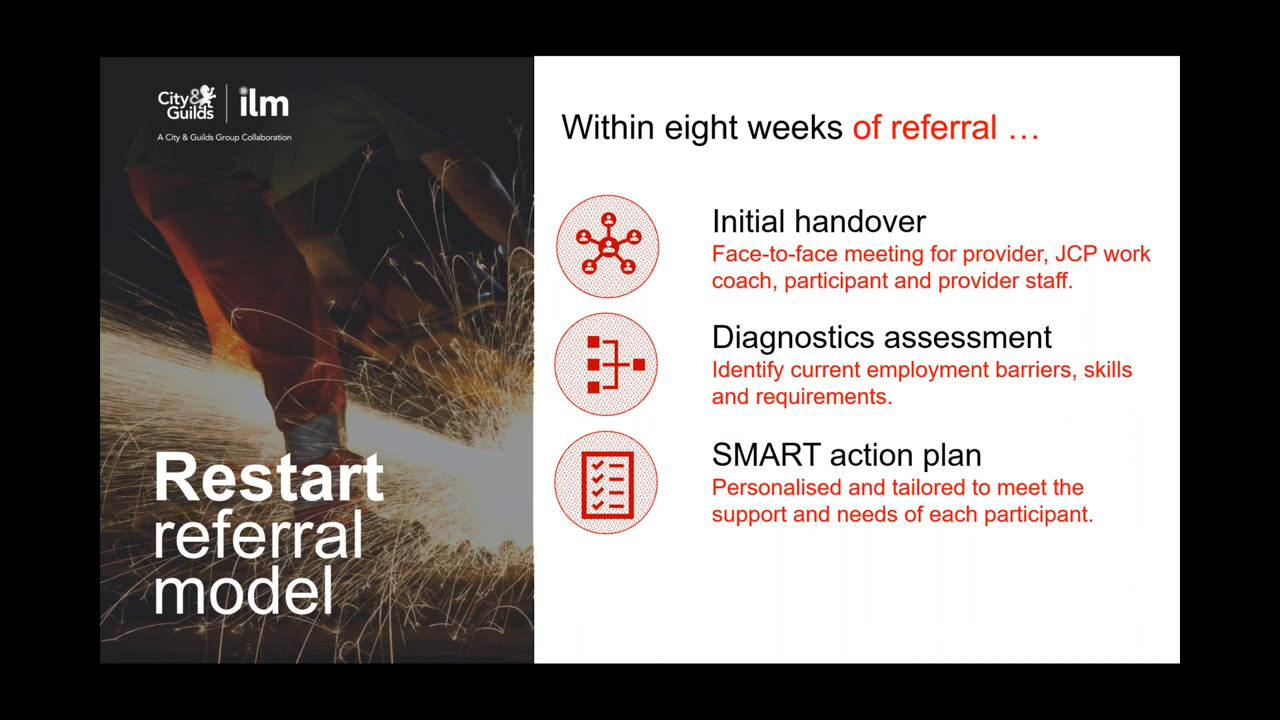 City&
Guilds
ilm
A City & Guilds Group Collaboration
Restart
referral
model
Within eight weeks of referral …
Initial handover
Face-to-face meeting for provider, JCP work
coach, participant and provider staff.
Diagnostics assessment
Identify current employment barriers, skills
and requirements.
SMART action plan
Personalised and tailored to meet the
support and needs of each participant.